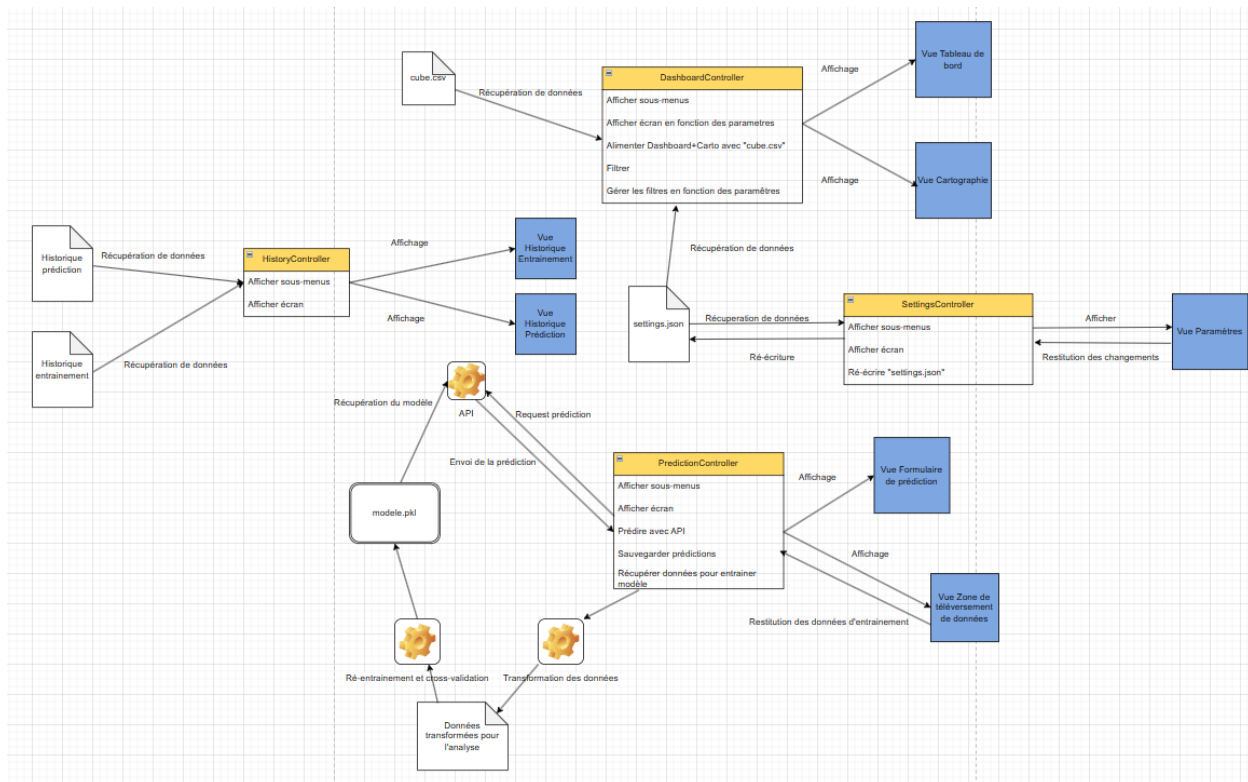 cube.csv
Récupération de données
DashboardController
Afficher sous-menus
Afficher écran en fonction des parametres
Alimenter Dashboard+Carto avec "cube.csv"
Filtrer
Gérer les filtres en fonction des paramêtres
Affichage
Vue Tableau de
bord
Affichage
Vue Cartographie
Historique
prédiction
Récupération de données
HistoryController
Afficher sous-menus
Afficher écran
Affichage
Vue
Historique
Entrainement
Affichage
Vue
Historique
Prédiction
Historique
entrainement
Récupération de données
Récupération de données
settings.json
Récuperation de données
Ré-écriture
SettingsController
Afficher sous-menus
Afficher écran
Ré-écrire "settings.json"
Afficher
Restitution des changements
Vue Paramètres
API
Récupération du modèle
Request prédiction
Envoi de la prédiction
PredictionController
Afficher sous-menus
Afficher écran
Prédire avec API
Sauvegarder prédictions
Récupérer données pour entrainer
modèle
Affichage
Vue Formulaire
de prédiction
Affichage
Vue Zone de
téléversement
de données
Restitution des données d'entrainement
modele.pkl
Ré-entrainement et cross-validation
Transformation des données
Données
transformées pour
l'analyse